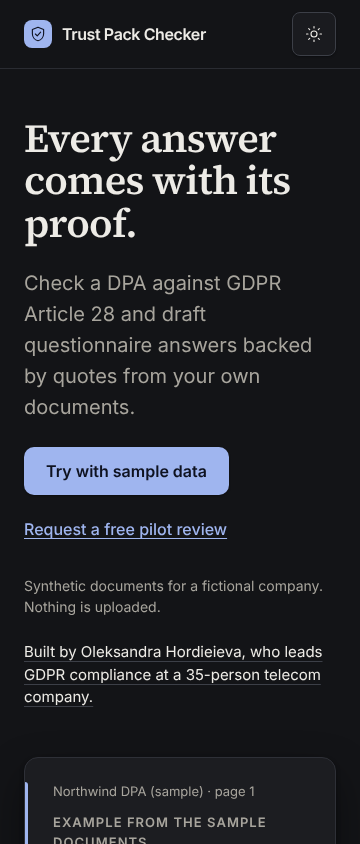 Trust Pack Checker
Every answer
comes with its
proof.
Check a DPA against GDPR
Article 28 and draft
questionnaire answers backed
by quotes from your own
documents.
Try with sample data
Request a free pilot review
Synthetic documents for a fictional company.
Nothing is uploaded.
Built by Oleksandra Hordieieva, who leads
GDPR compliance at a 35-person telecom
company.
Northwind DPA (sample) · page 1
EXAMPLE FROM THE SAMPLE
DOCUMENTS